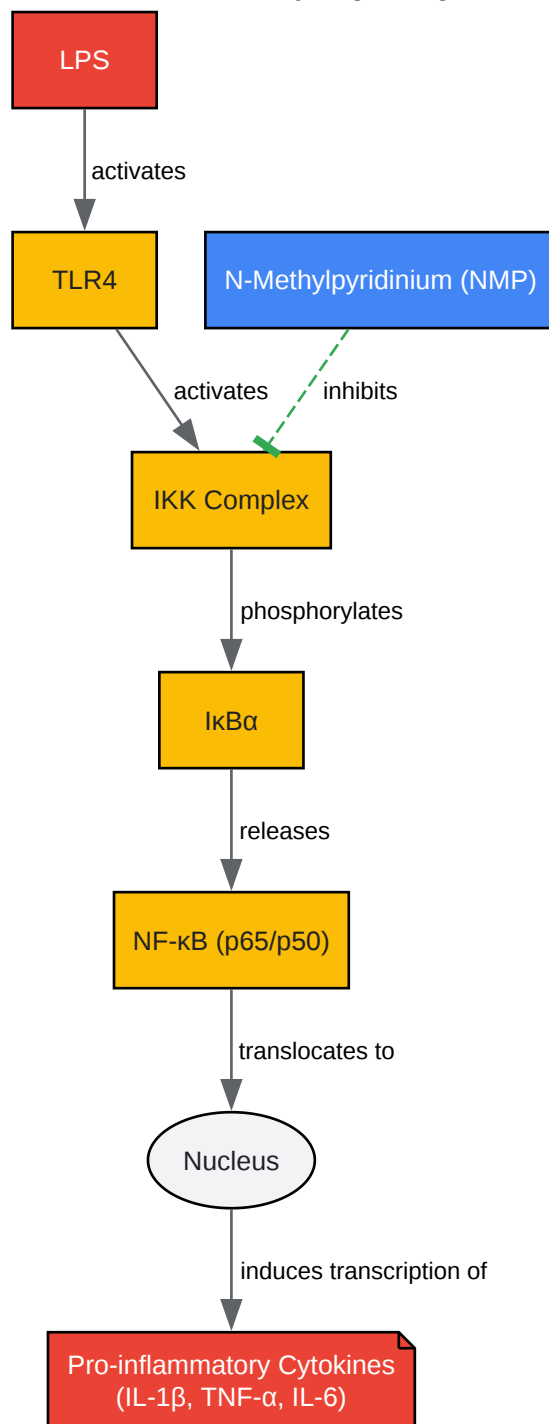 LPS
activates
TLR4
N-Methylpyridinium (NMP)
activates
inhibits
IKK Complex
phosphorylates
IκBα
releases
NF-κB (p65/p50)
translocates to
Nucleus
induces transcription of
Pro-inflammatory Cytokines
(IL-1β, TNF-α, IL-6)